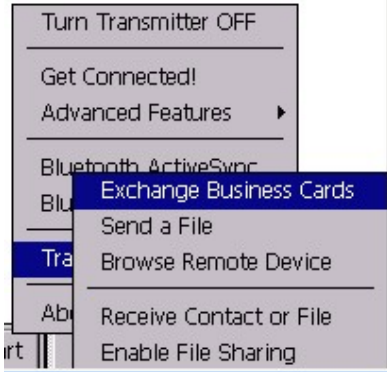 Turn Transmitter OFF
Get Connected!
Advanced Features
Bluetooth ActiveSync
Exchange Business Cards
Send a File
Browse Remote Device
Receive Contact or File
Enable File Sharing